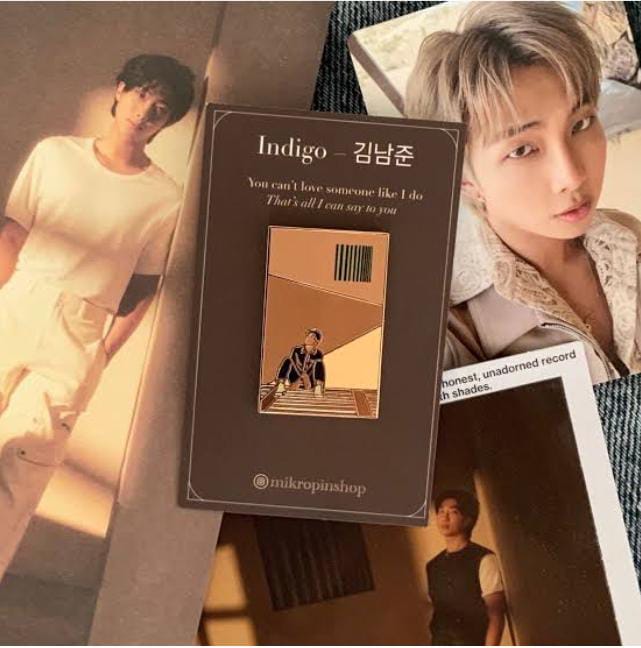 Indigo – 김남준
You can't love someone like I do
That's all I can say to you
@mikropinshop
honest, unadorned record
h shades.